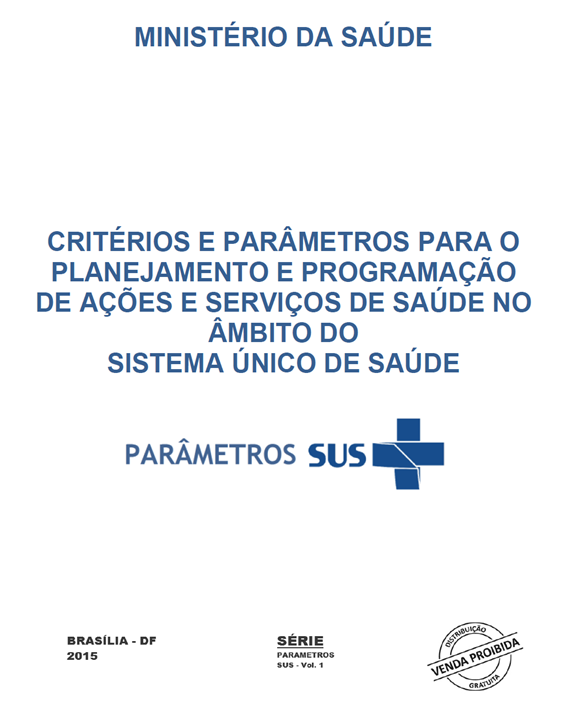 MINISTÉRIO DA SAÚDE
CRITÉRIOS E PARÂMETROS PARA O
PLANEJAMENTO E PROGRAMAÇÃO
DE AÇÕES E SERVIÇOS DE SAÚDE NO
ÂMBITO DO
SISTEMA ÚNICO DE SAÚDE
PARÂMETROS SUS
BRASÍLIA - DF
2015
SÉRIE
PARAMETROS
SUS - Vol. 1
DISTRIBUIÇÃO
VENDA PROIBIDA
GRATUITA